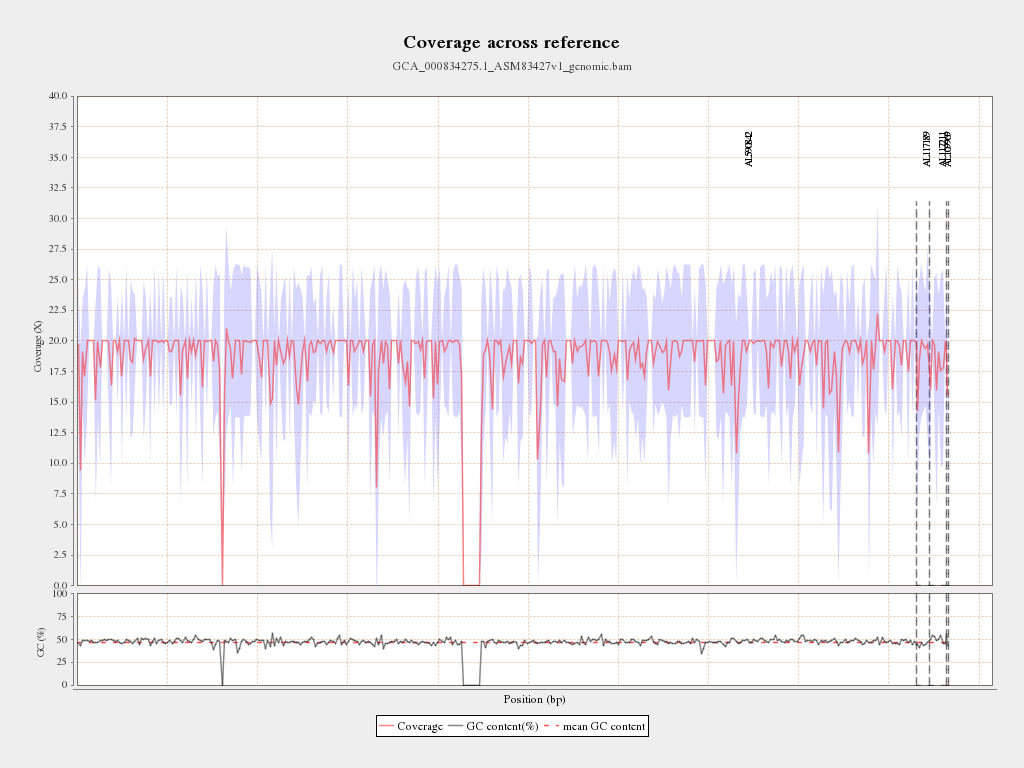 Coverage across reference
GCA_000834275.1_ASM83427v1_genomic.bam
40.0
37.5
35.0
32.5
30.0
27.5
25.0
22.5
20.0
17.5
15.0
12.5
10.0
7.5
5.0
2.5
0.0
Coverage (X)
AL590842
AL117189
AL117211
AL109969
100
75
50
25
0
GC (%)
Position (bp)
Coverage GC content(%) mean GC content